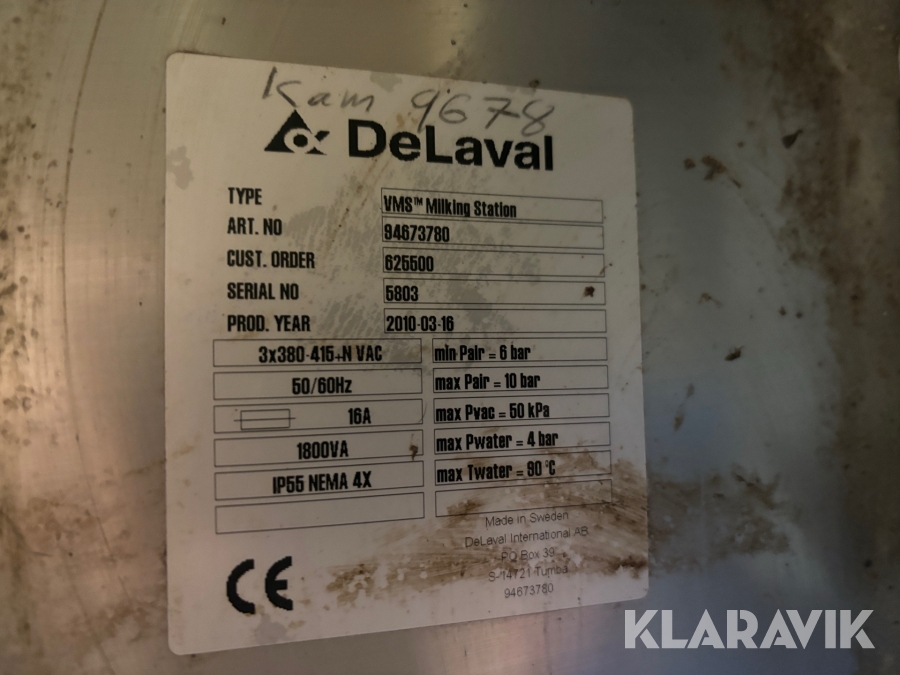 Kam 9678
DeLaval
TYPE VMS™ Milking Station
ART. NO 94673780
CUST. ORDER 625500
SERIAL NO 5803
PROD. YEAR 2010-03-16
3x380-415+N VAC min Pair = 6 bar
50/60Hz max Pair = 10 bar
16A max Pvac = 50 kPa
1800VA max Pwater = 4 bar
IP55 NEMA 4X max Twater = 90 °C
Made in Sweden
DeLaval International AB
PO Box 39
S-14721 Tumba
94673780
CE
KLARAVIK